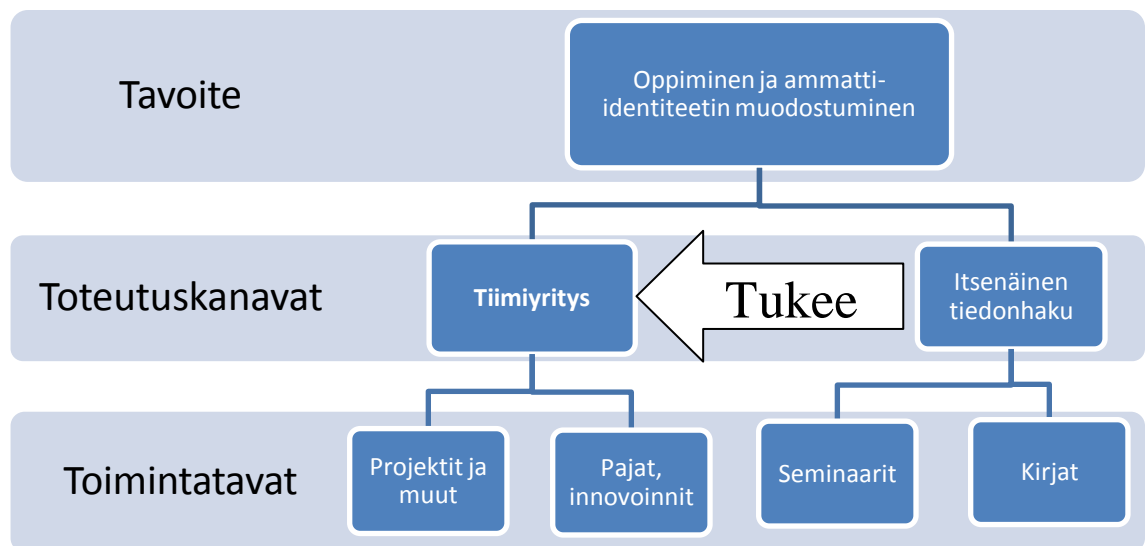 Tavoite
Oppiminen ja ammatti-
identiteetin muodostuminen
Toteutuskanavat
Tiimiyritys
Tukee
Itsenäinen
tiedonhaku
Toimintatavat
Projektit ja
muut
Pajat,
innovoinnit
Seminaarit
Kirjat